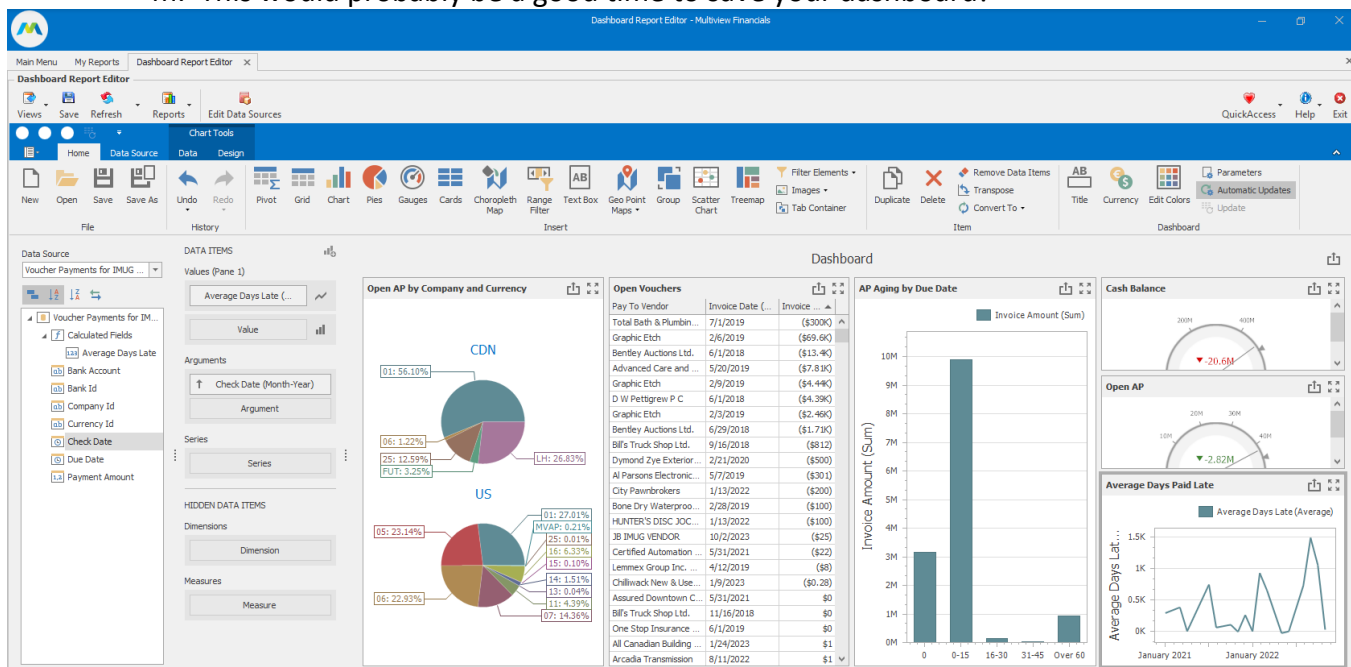 Dashboard Report Editor - Multiview Financials
Main Menu My Reports Dashboard Report Editor
Dashboard Report Editor
Views Save Refresh Reports Edit Data Sources QuickAccess Help Exit
Chart Tools
Home Data Source Data Design
New Open Save Save As Undo Redo Pivot Grid Chart Pies Gauges Cards Choropleth Map Range Filter Text Box Geo Point Maps Group Scatter Chart Treemap
Filter Elements
Images
Tab Container
Duplicate Delete
Remove Data Items
Transpose
Convert To
AB Title Currency Edit Colors
Parameters
Automatic Updates
Update
File History Insert Item Dashboard
Data Source
Voucher Payments for IMUG ...
Voucher Payments for IM...
Calculated Fields
123 Average Days Late
ab Bank Account
ab Bank Id
ab Company Id
ab Currency Id
Check Date
Due Date
1.2 Payment Amount
DATA ITEMS
Values (Pane 1)
Average Days Late (...
Value
Arguments
Check Date (Month-Year)
Argument
Series
Series
HIDDEN DATA ITEMS
Dimensions
Dimension
Measures
Measure
Dashboard
Open AP by Company and Currency
CDN
01: 56.10%
06: 1.22%
25: 12.59%
FUT: 3.25%
LH: 26.83%
US
01: 27.01%
MVAP: 0.21%
25: 0.01%
16: 6.33%
15: 0.10%
14: 1.51%
13: 0.04%
11: 4.39%
07: 14.36%
05: 23.14%
06: 22.93%
Open Vouchers
Pay To Vendor Invoice Date (... Invoice ...
Total Bath & Plumbin... 7/1/2019 ($300K)
Graphic Etch 2/6/2019 ($69.6K)
Bentley Auctions Ltd. 6/1/2018 ($13.4K)
Advanced Care and ... 5/20/2019 ($7.81K)
Graphic Etch 2/9/2019 ($4.44K)
D W Pettigrew P C 6/1/2018 ($4.39K)
Graphic Etch 2/3/2019 ($2.46K)
Bentley Auctions Ltd. 6/29/2018 ($1.71K)
Bill's Truck Shop Ltd. 9/16/2018 ($812)
Dymond Zye Exterior... 2/21/2020 ($500)
Al Parsons Electronic... 5/7/2019 ($301)
City Pawnbrokers 1/13/2022 ($200)
Bone Dry Waterproo... 2/28/2019 ($100)
HUNTER'S DISC JOC... 1/13/2022 ($100)
JB IMUG VENDOR 10/2/2023 ($25)
Certified Automation ... 5/31/2021 ($22)
Lemmex Group Inc. ... 4/12/2019 ($8)
Chilliwack New & Use... 1/9/2023 ($0.28)
Assured Downtown C... 5/31/2021 $0
Bill's Truck Shop Ltd. 11/16/2018 $0
One Stop Insurance ... 6/1/2019 $0
All Canadian Building ... 1/24/2023 $1
Arcadia Transmission 8/11/2022 $1
AP Aging by Due Date
Invoice Amount (Sum)
Invoice Amount (Sum)
10M
9M
8M
7M
6M
5M
4M
3M
2M
1M
0M
0 0-15 16-30 31-45 Over 60
Cash Balance
200M 400M
-20.6M
Open AP
10M 20M 30M 40M
-2.82M
Average Days Paid Late
Average Days Late (Average)
Average Days Lat...
1.5K
1K
0.5K
0K
January 2021 January 2022